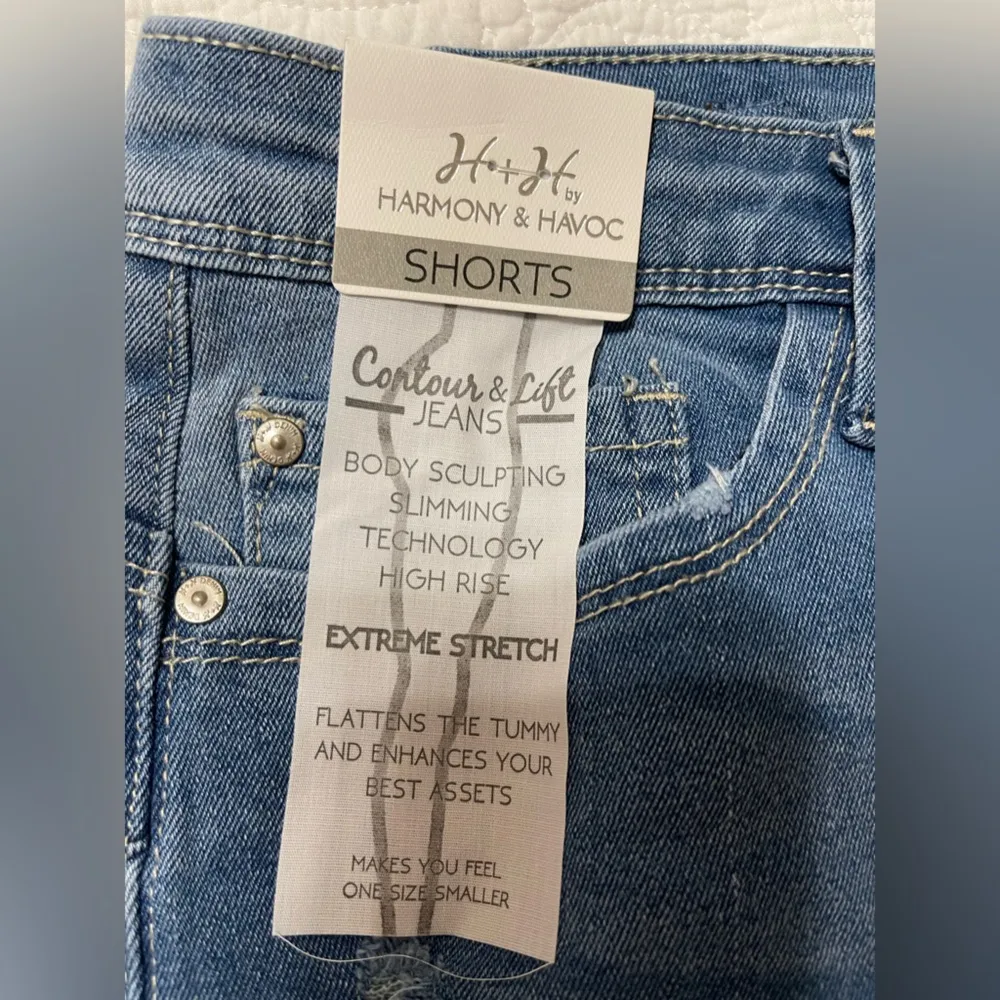 H+H
by
HARMONY & HAVOC
SHORTS
Contour & Lift
JEANS
BODY SCULPTING
SLIMMING
TECHNOLOGY
HIGH RISE
EXTREME STRETCH
FLATTENS THE TUMMY
AND ENHANCES YOUR
BEST ASSETS
MAKES YOU FEEL
ONE SIZE SMALLER